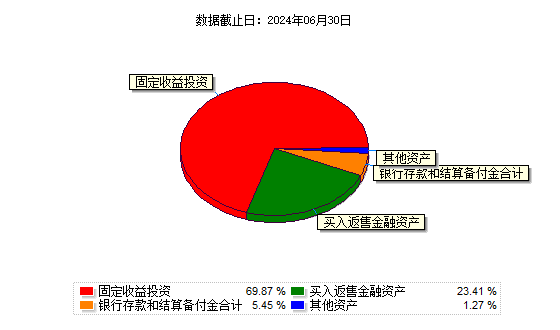 数据截止日：2024年06月30日
固定收益投资
其他资产
银行存款和结算备付金合计
买入返售金融资产
固定收益投资 69.87 % 买入返售金融资产 23.41 %
银行存款和结算备付金合计 5.45 % 其他资产 1.27 %